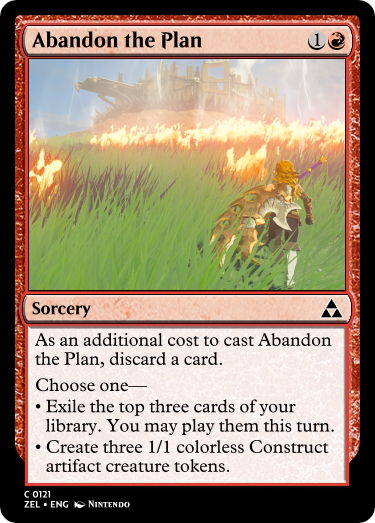 Abandon the Plan 1
Sorcery
As an additional cost to cast Abandon
the Plan, discard a card.
Choose one—
• Exile the top three cards of your
library. You may play them this turn.
• Create three 1/1 colorless Construct
artifact creature tokens.
C 0121
ZEL • ENG Nintendo